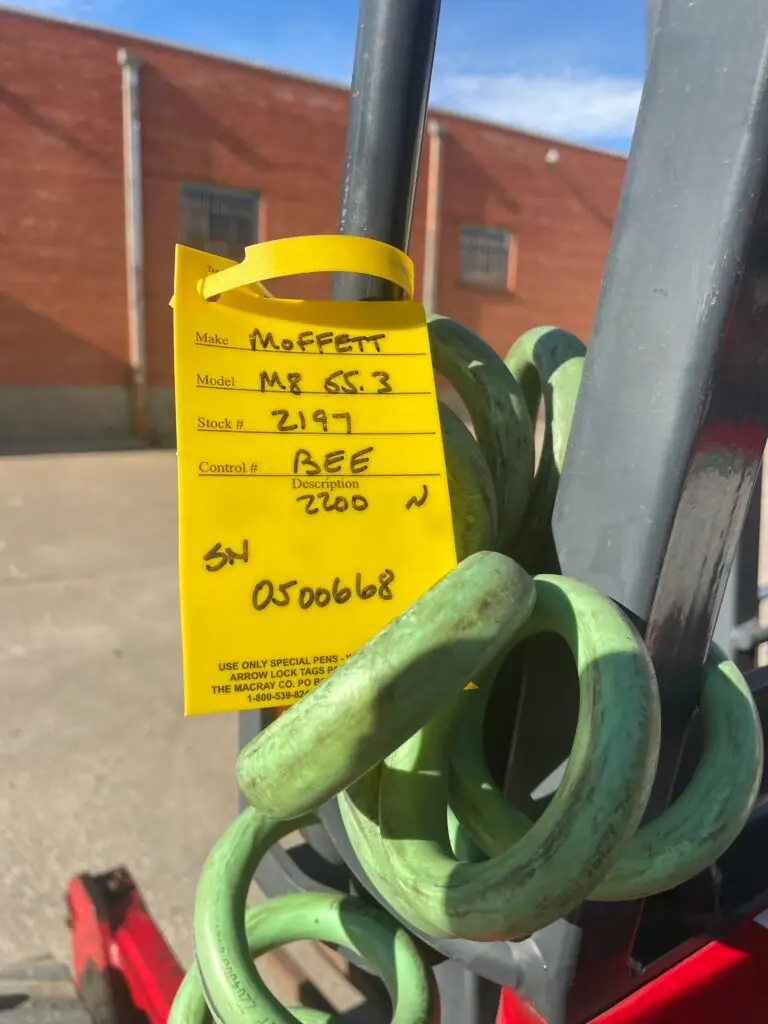 Make MOFFETT
Model M8 55.3
Stock # 2197
Control # BEE
Description
2200 N
SN
0500668
USE ONLY SPECIAL PENS -
ARROW LOCK TAGS
THE MACRAY CO. PO
1-800-539-82